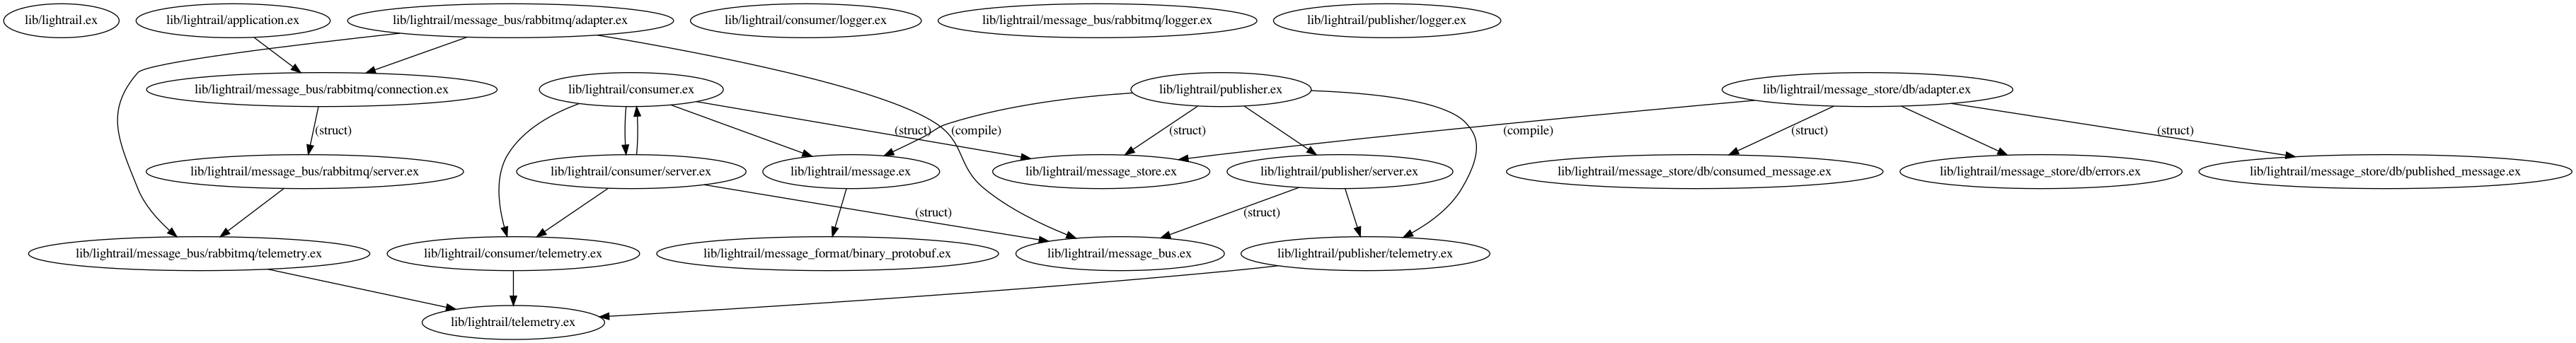 lib/lightrail.ex
lib/lightrail/application.ex
lib/lightrail/message_bus/rabbitmq/adapter.ex
lib/lightrail/consumer/logger.ex
lib/lightrail/message_bus/rabbitmq/logger.ex
lib/lightrail/publisher/logger.ex
lib/lightrail/message_bus/rabbitmq/connection.ex
lib/lightrail/consumer.ex
lib/lightrail/publisher.ex
lib/lightrail/message_store/db/adapter.ex
(struct)
(struct)
(compile)
(struct)
(compile)
(struct)
(struct)
lib/lightrail/message_bus/rabbitmq/server.ex
lib/lightrail/consumer/server.ex
lib/lightrail/message.ex
lib/lightrail/message_store.ex
lib/lightrail/publisher/server.ex
lib/lightrail/message_store/db/consumed_message.ex
lib/lightrail/message_store/db/errors.ex
lib/lightrail/message_store/db/published_message.ex
(struct)
(struct)
lib/lightrail/message_bus/rabbitmq/telemetry.ex
lib/lightrail/consumer/telemetry.ex
lib/lightrail/message_format/binary_protobuf.ex
lib/lightrail/message_bus.ex
lib/lightrail/publisher/telemetry.ex
lib/lightrail/telemetry.ex